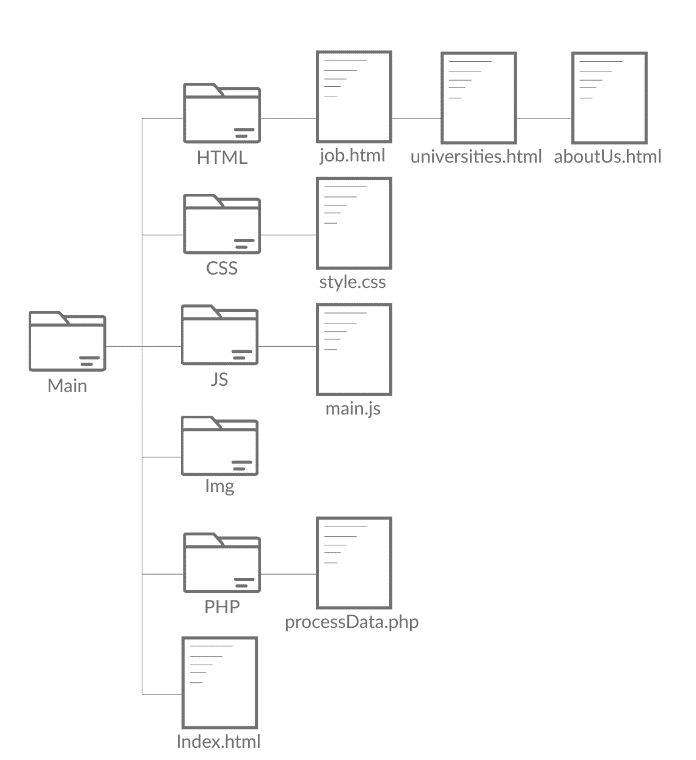 HTML
job.html
universities.html
aboutUs.html
CSS
style.css
Main
JS
main.js
Img
PHP
processData.php
Index.html